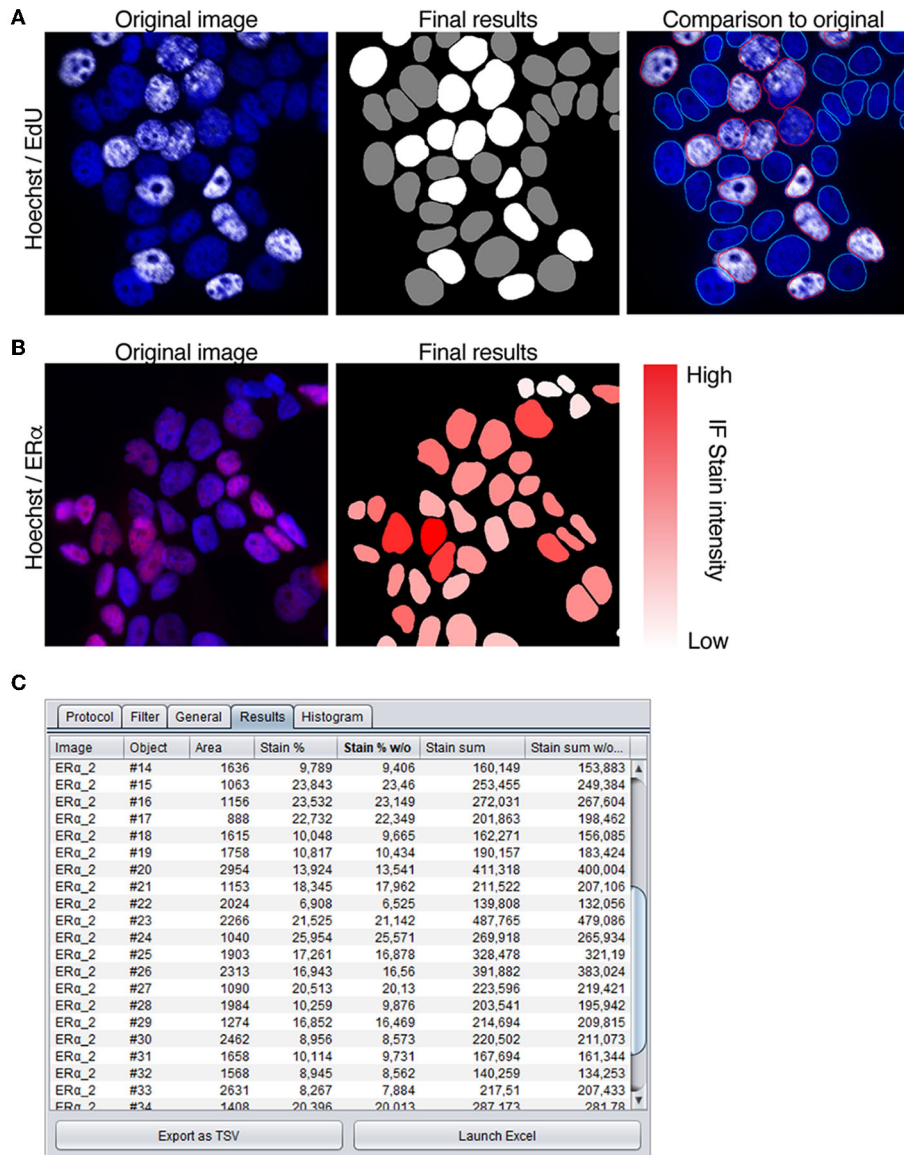 A
Original image
Final results
Comparison to original
Hoechst / EdU
B
Original image
Final results
Hoechst / ERα
High
IF Stain intensity
Low
C
Protocol Filter General Results Histogram
Image Object Area Stain % Stain % w/o Stain sum Stain sum w/o...
ERα_2 #14 1636 9,789 9,406 160,149 153,883
ERα_2 #15 1063 23,843 23,46 253,455 249,384
ERα_2 #16 1156 23,532 23,149 272,031 267,604
ERα_2 #17 888 22,732 22,349 201,863 198,462
ERα_2 #18 1615 10,048 9,665 162,271 156,085
ERα_2 #19 1758 10,817 10,434 190,157 183,424
ERα_2 #20 2954 13,924 13,541 411,318 400,004
ERα_2 #21 1153 18,345 17,962 211,522 207,106
ERα_2 #22 2024 6,908 6,525 139,808 132,056
ERα_2 #23 2266 21,525 21,142 487,765 479,086
ERα_2 #24 1040 25,954 25,571 269,918 265,934
ERα_2 #25 1903 17,261 16,878 328,478 321,19
ERα_2 #26 2313 16,943 16,56 391,882 383,024
ERα_2 #27 1090 20,513 20,13 223,596 219,421
ERα_2 #28 1984 10,259 9,876 203,541 195,942
ERα_2 #29 1274 16,852 16,469 214,694 209,815
ERα_2 #30 2462 8,956 8,573 220,502 211,073
ERα_2 #31 1658 10,114 9,731 167,694 161,344
ERα_2 #32 1568 8,945 8,562 140,259 134,253
ERα_2 #33 2631 8,267 7,884 217,51 207,433
ERα_2 #34 1408 20,396 20,013 287,173 281,78
Export as TSV
Launch Excel